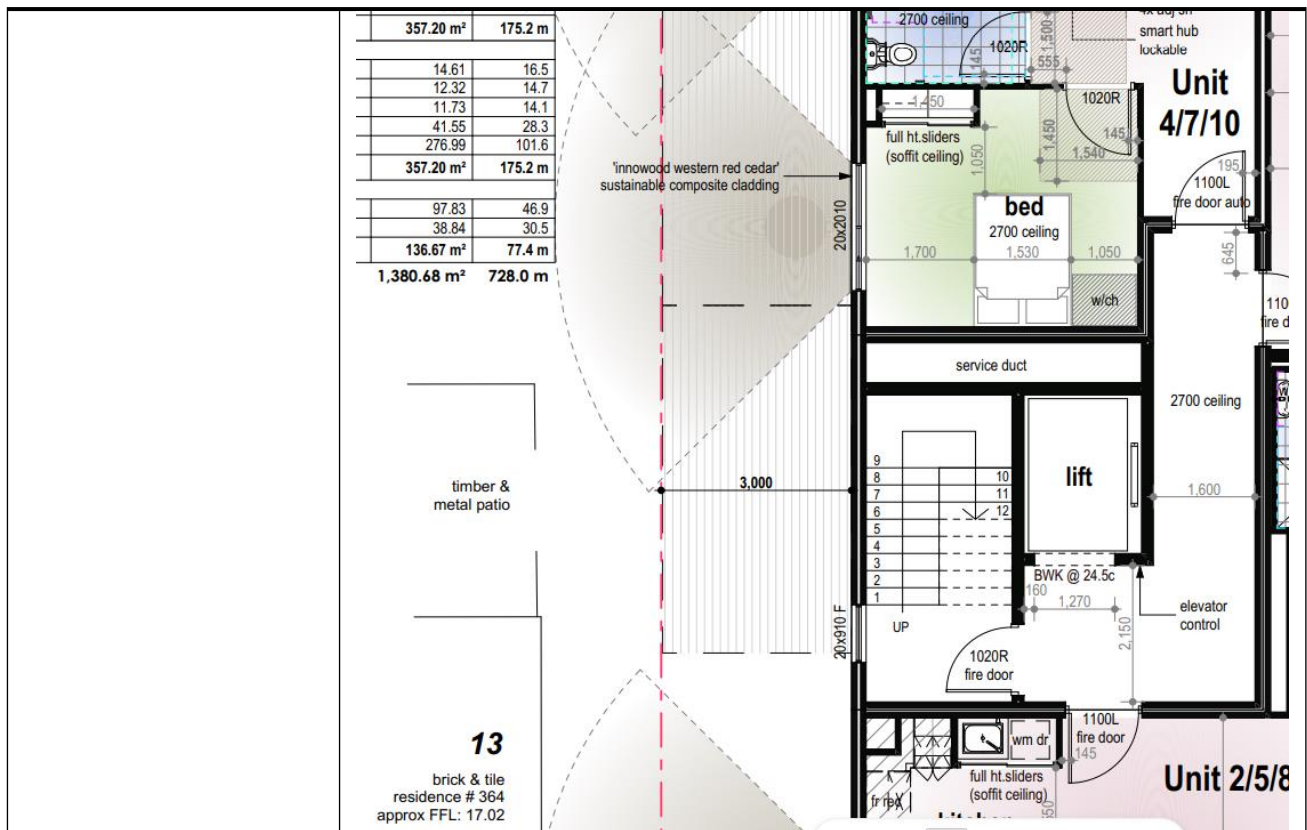 357.20 m² 175.2 m
14.61 16.5
12.32 14.7
11.73 14.1
41.55 28.3
276.99 101.6
357.20 m² 175.2 m
97.83 46.9
38.84 30.5
136.67 m² 77.4 m
1,380.68 m² 728.0 m
'innowood western red cedar'
sustainable composite cladding
20x2010
timber &
metal patio
3,000
20x910 F
13
brick & tile
residence # 364
approx FFL: 17.02
2700 ceiling
1020R
145
1,500
555
smart hub
lockable
Unit
4/7/10
1,450
full ht.sliders
(soffit ceiling)
1,050
1020R
1,450
145
1,540
195
1100L
fire door auto
bed
2700 ceiling
1,700
1,530
1,050
w/ch
645
service duct
2700 ceiling
9
8
7
6
5
4
3
2
1
10
11
12
UP
lift
1,600
BWK @ 24.5c
160
1,270
2,150
elevator
control
1020R
fire door
1100L
fire door
145
wm dr
full ht.sliders
(soffit ceiling)
Unit 2/5/8